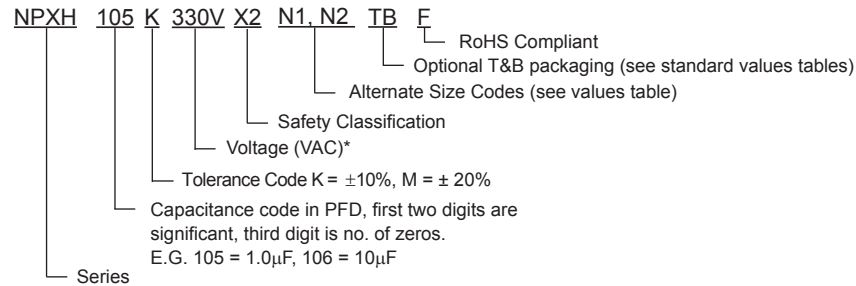 NPXH 105 K 330V X2 N1, N2 TB F
RoHS Compliant
Optional T&B packaging (see standard values tables)
Alternate Size Codes (see values table)
Safety Classification
Voltage (VAC)*
Tolerance Code K = ±10%, M = ± 20%
Capacitance code in PFD, first two digits are
significant, third digit is no. of zeros.
E.G. 105 = 1.0μF, 106 = 10μF
Series